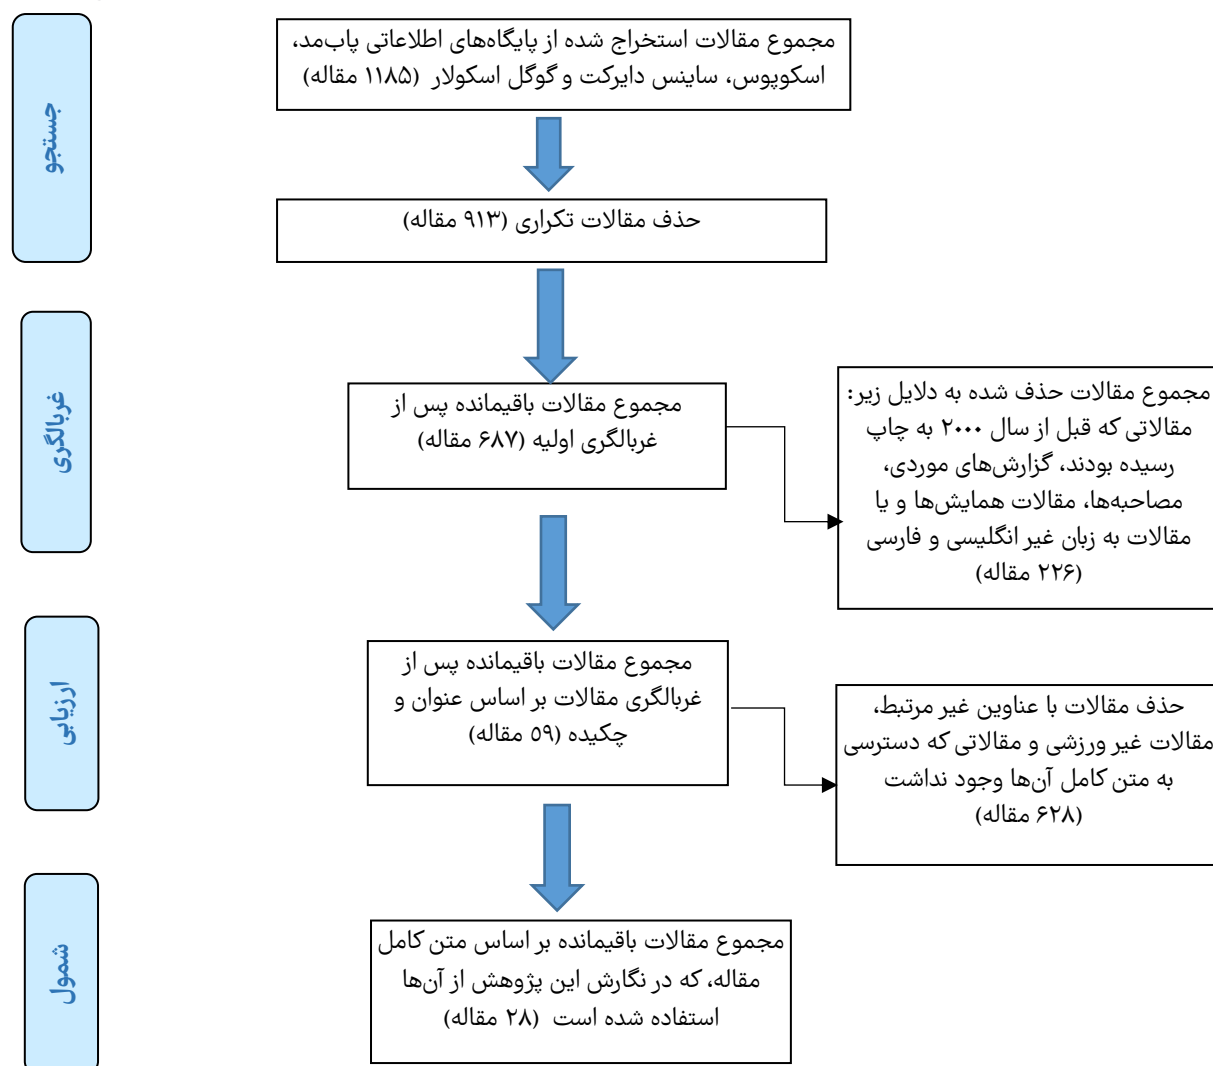 جستجو
مجموع مقالات استخراج شده از پایگاه‌های اطلاعاتی پاب‌مد،
اسکوپوس، ساینس دایرکت و گوگل اسکولار (۱۱۸۵ مقاله)
حذف مقالات تکراری (۹۱۳ مقاله)
غربالگری
مجموع مقالات باقیمانده پس از
غربالگری اولیه (۶۸۷ مقاله)
مجموع مقالات حذف شده به دلایل زیر:
مقالاتی که قبل از سال ۲۰۰۰ به چاپ
رسیده بودند، گزارش‌های موردی،
مصاحبه‌ها، مقالات همایش‌ها و یا
مقالات به زبان غیر انگلیسی و فارسی
(۲۲۶ مقاله)
ارزیابی
مجموع مقالات باقیمانده پس از
غربالگری مقالات بر اساس عنوان و
چکیده (۵۹ مقاله)
حذف مقالات با عناوین غیر مرتبط،
مقالات غیر ورزشی و مقالاتی که دسترسی
به متن کامل آن‌ها وجود نداشت
(۶۲۸ مقاله)
شمول
مجموع مقالات باقیمانده بر اساس متن کامل
مقاله، که در نگارش این پژوهش از آن‌ها
استفاده شده است (۲۸ مقاله)